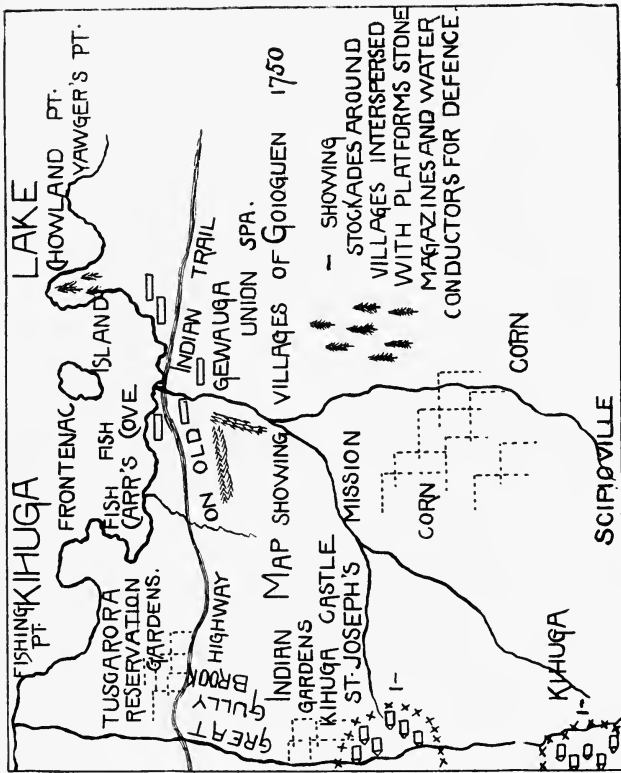 FISHING PT.
KIHUGA LAKE
FRONTENAC ISLAND
HOWLAND PT.
YAWGER'S PT.
FISH FISH
CARR'S COVE
TUSCARORA
RESERVATION
GARDENS.
HIGHWAY ON OLD INDIAN TRAIL
GEWAUGA
UNION SPA.
GREAT
GULLY
BROOK
INDIAN MAP SHOWING VILLAGES OF GOIOGUEN 1750
GARDENS
KIHUGA CASTLE
ST. JOSEPH'S MISSION
1-
— SHOWING
STOCKADES AROUND
VILLAGES INTERSPERSED
WITH PLATFORMS STONE
MAGAZINES AND WATER
CONDUCTORS FOR DEFENCE.
CORN
CORN
KIHUGA
1-
SCIPIOVILLE